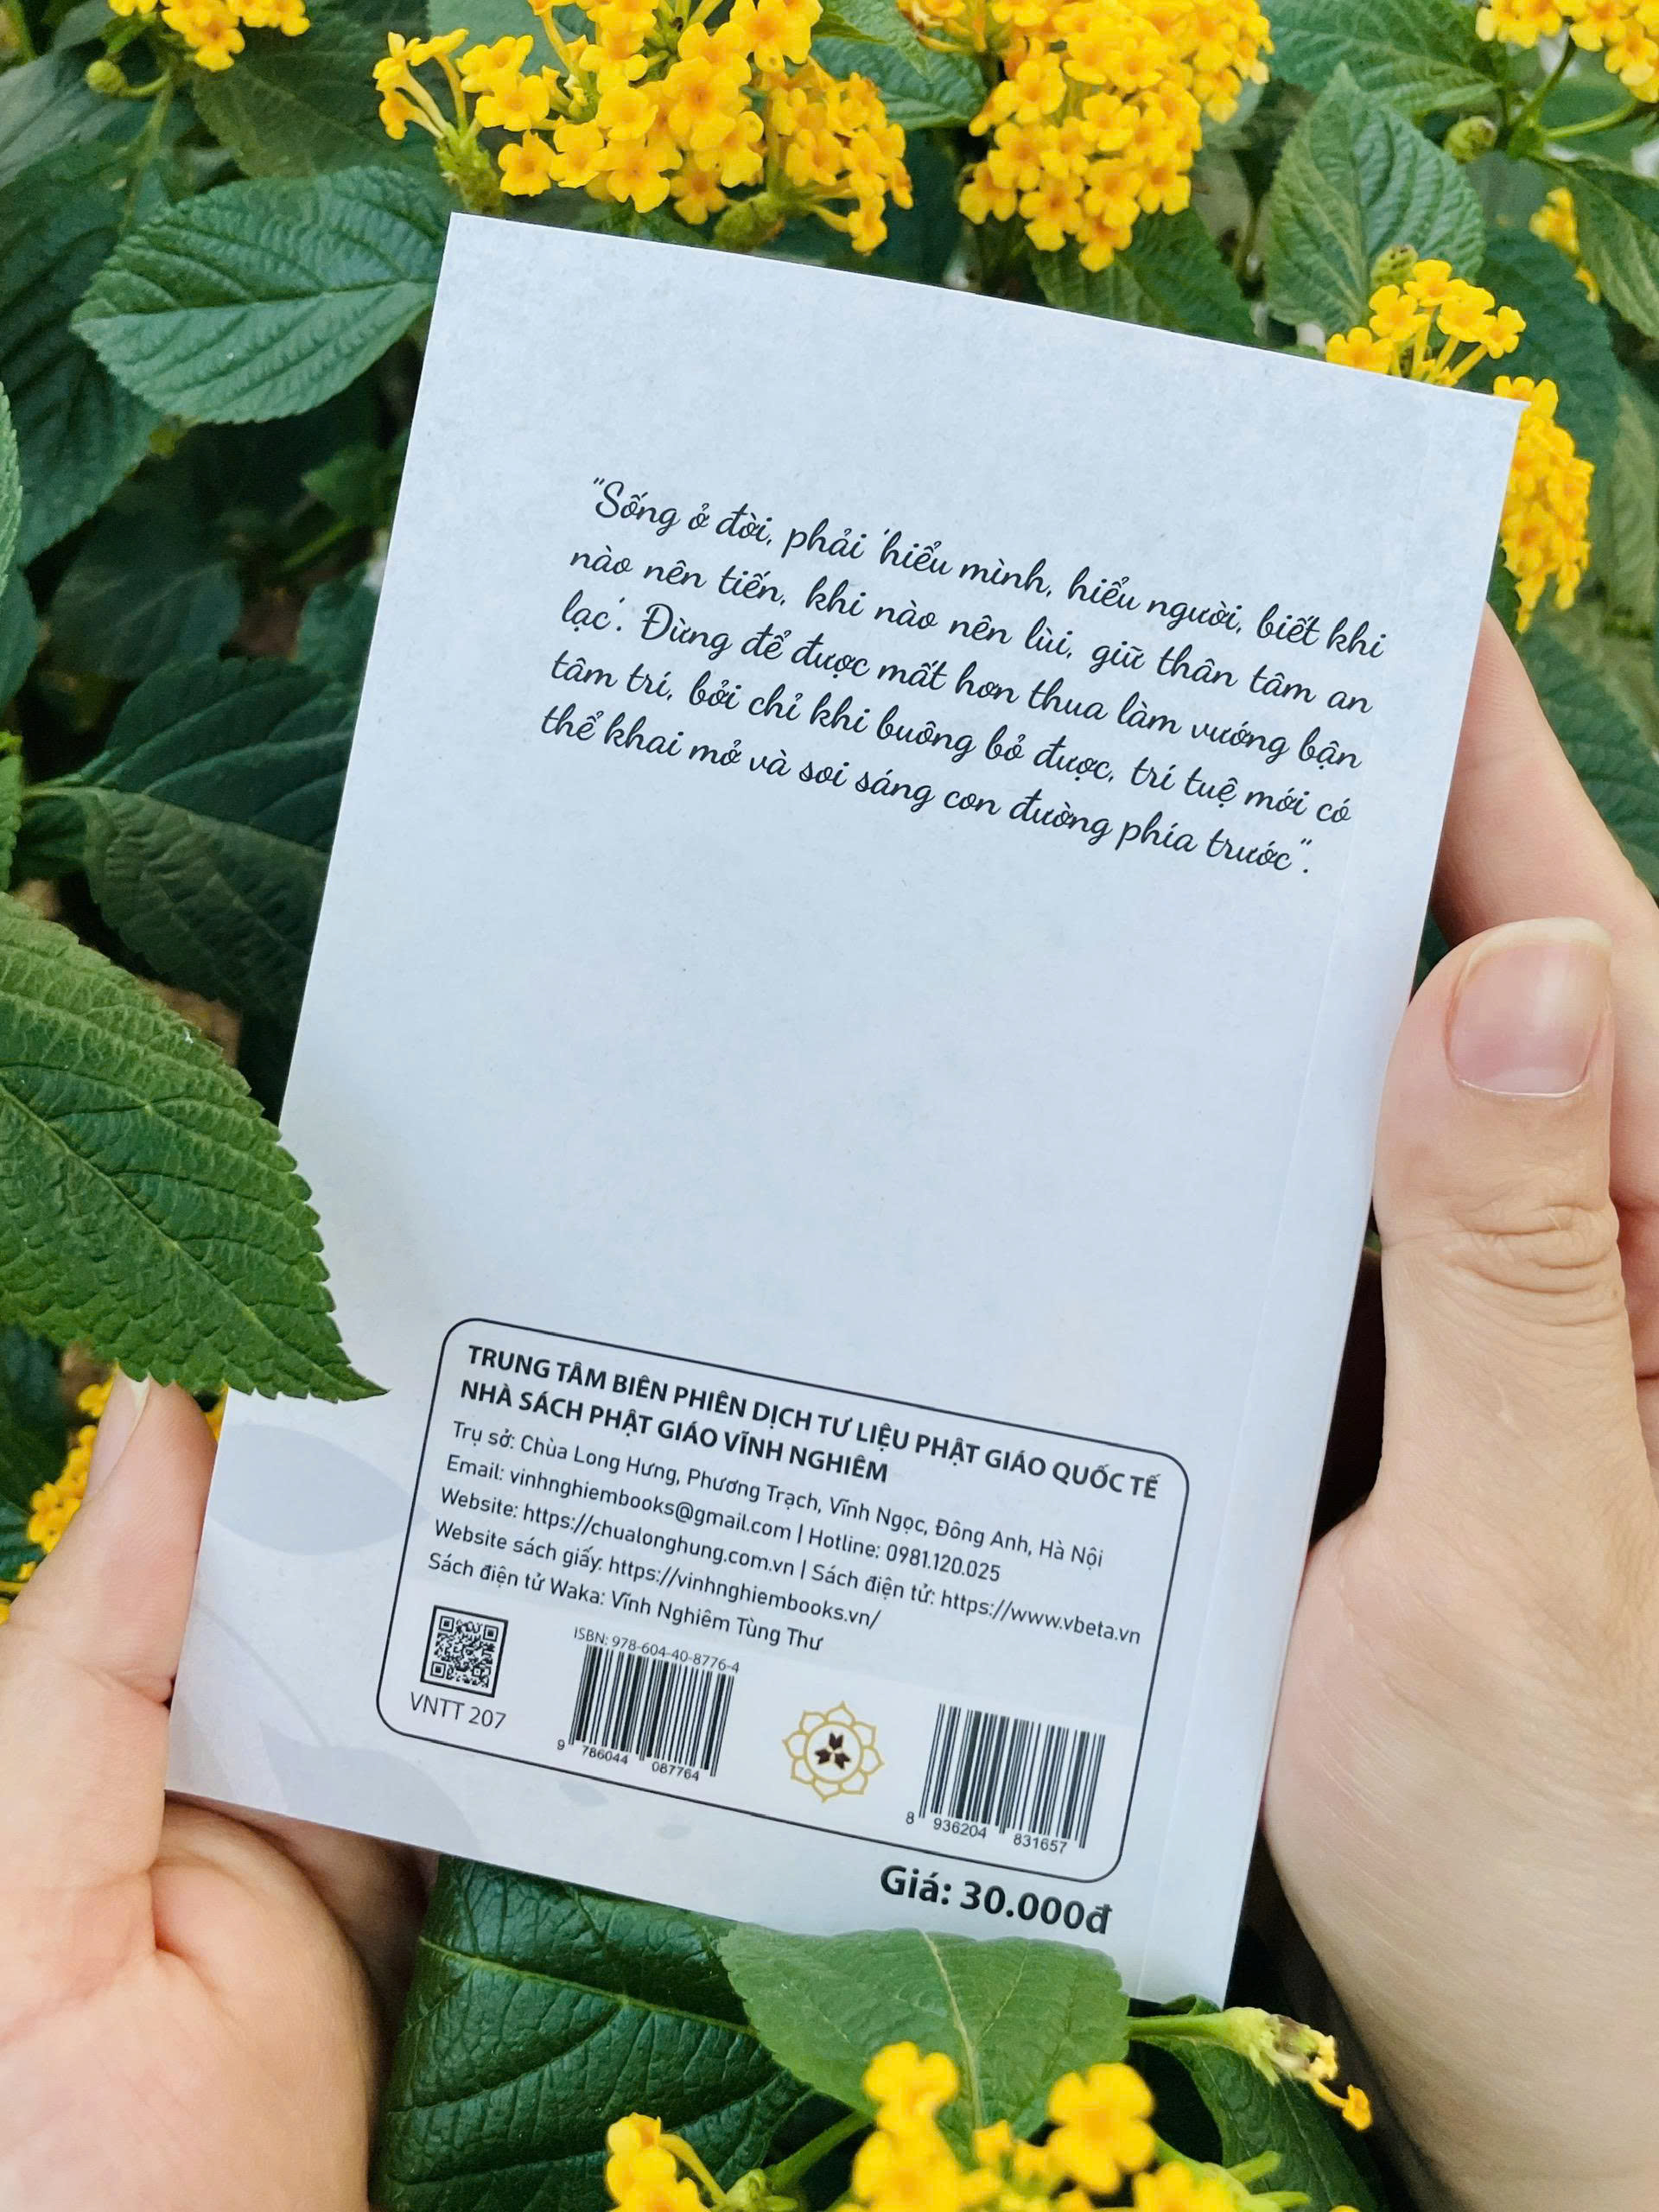 "Sống ở đời, phải 'hiểu mình, hiểu người, biết khi
nào nên tiến, khi nào nên lùi, giữ thân tâm an
lạc'. Đừng để được mất hơn thua làm vướng bận
tâm trí, bởi chỉ khi buông bỏ được, trí tuệ mới có
thể khai mở và soi sáng con đường phía trước".
TRUNG TÂM BIÊN PHIÊN DỊCH TƯ LIỆU PHẬT GIÁO QUỐC TẾ
NHÀ SÁCH PHẬT GIÁO VĨNH NGHIÊM
Trụ sở: Chùa Long Hưng, Phương Trạch, Vĩnh Ngọc, Đông Anh, Hà Nội
Email: vinhnghiembooks@gmail.com | Hotline: 0981.120.025
Website: https://chualonghung.com.vn | Sách điện tử: https://www.vbeta.vn
Website sách giấy: https://vinhnghiembooks.vn/
Sách điện tử Waka: Vĩnh Nghiêm Tùng Thư
VNTT 207
ISBN: 978-604-40-8776-4
9 786044 087764
8 936204 831657
Giá: 30.000đ